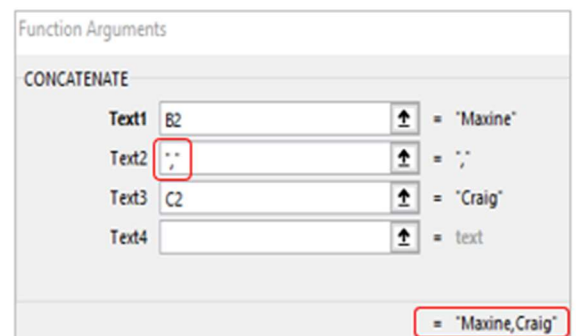 Function Arguments
CONCATENATE
Text1 B2 = "Maxine"
Text2 "," = ","
Text3 C2 = "Craig"
Text4 = text
= "Maxine,Craig"